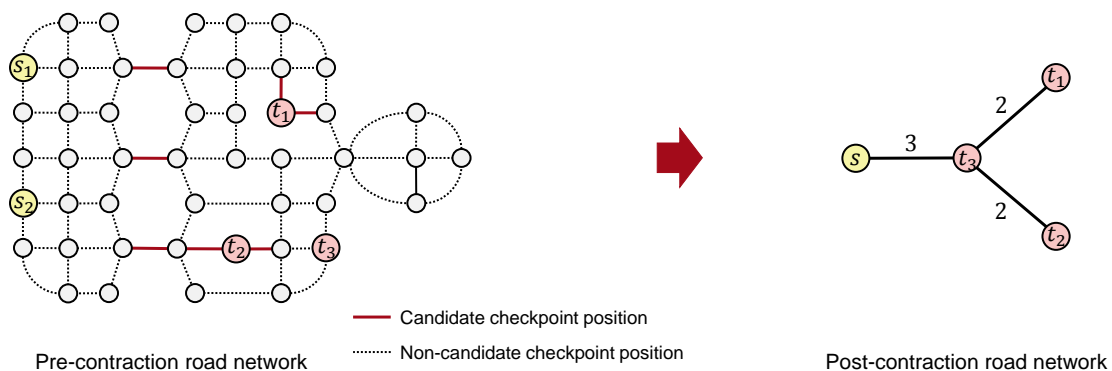 s₁
t₁
s₂
t₂
t₃
t₁
2
3
s
t₃
2
t₂
Candidate checkpoint position
Non-candidate checkpoint position
Pre-contraction road network
Post-contraction road network